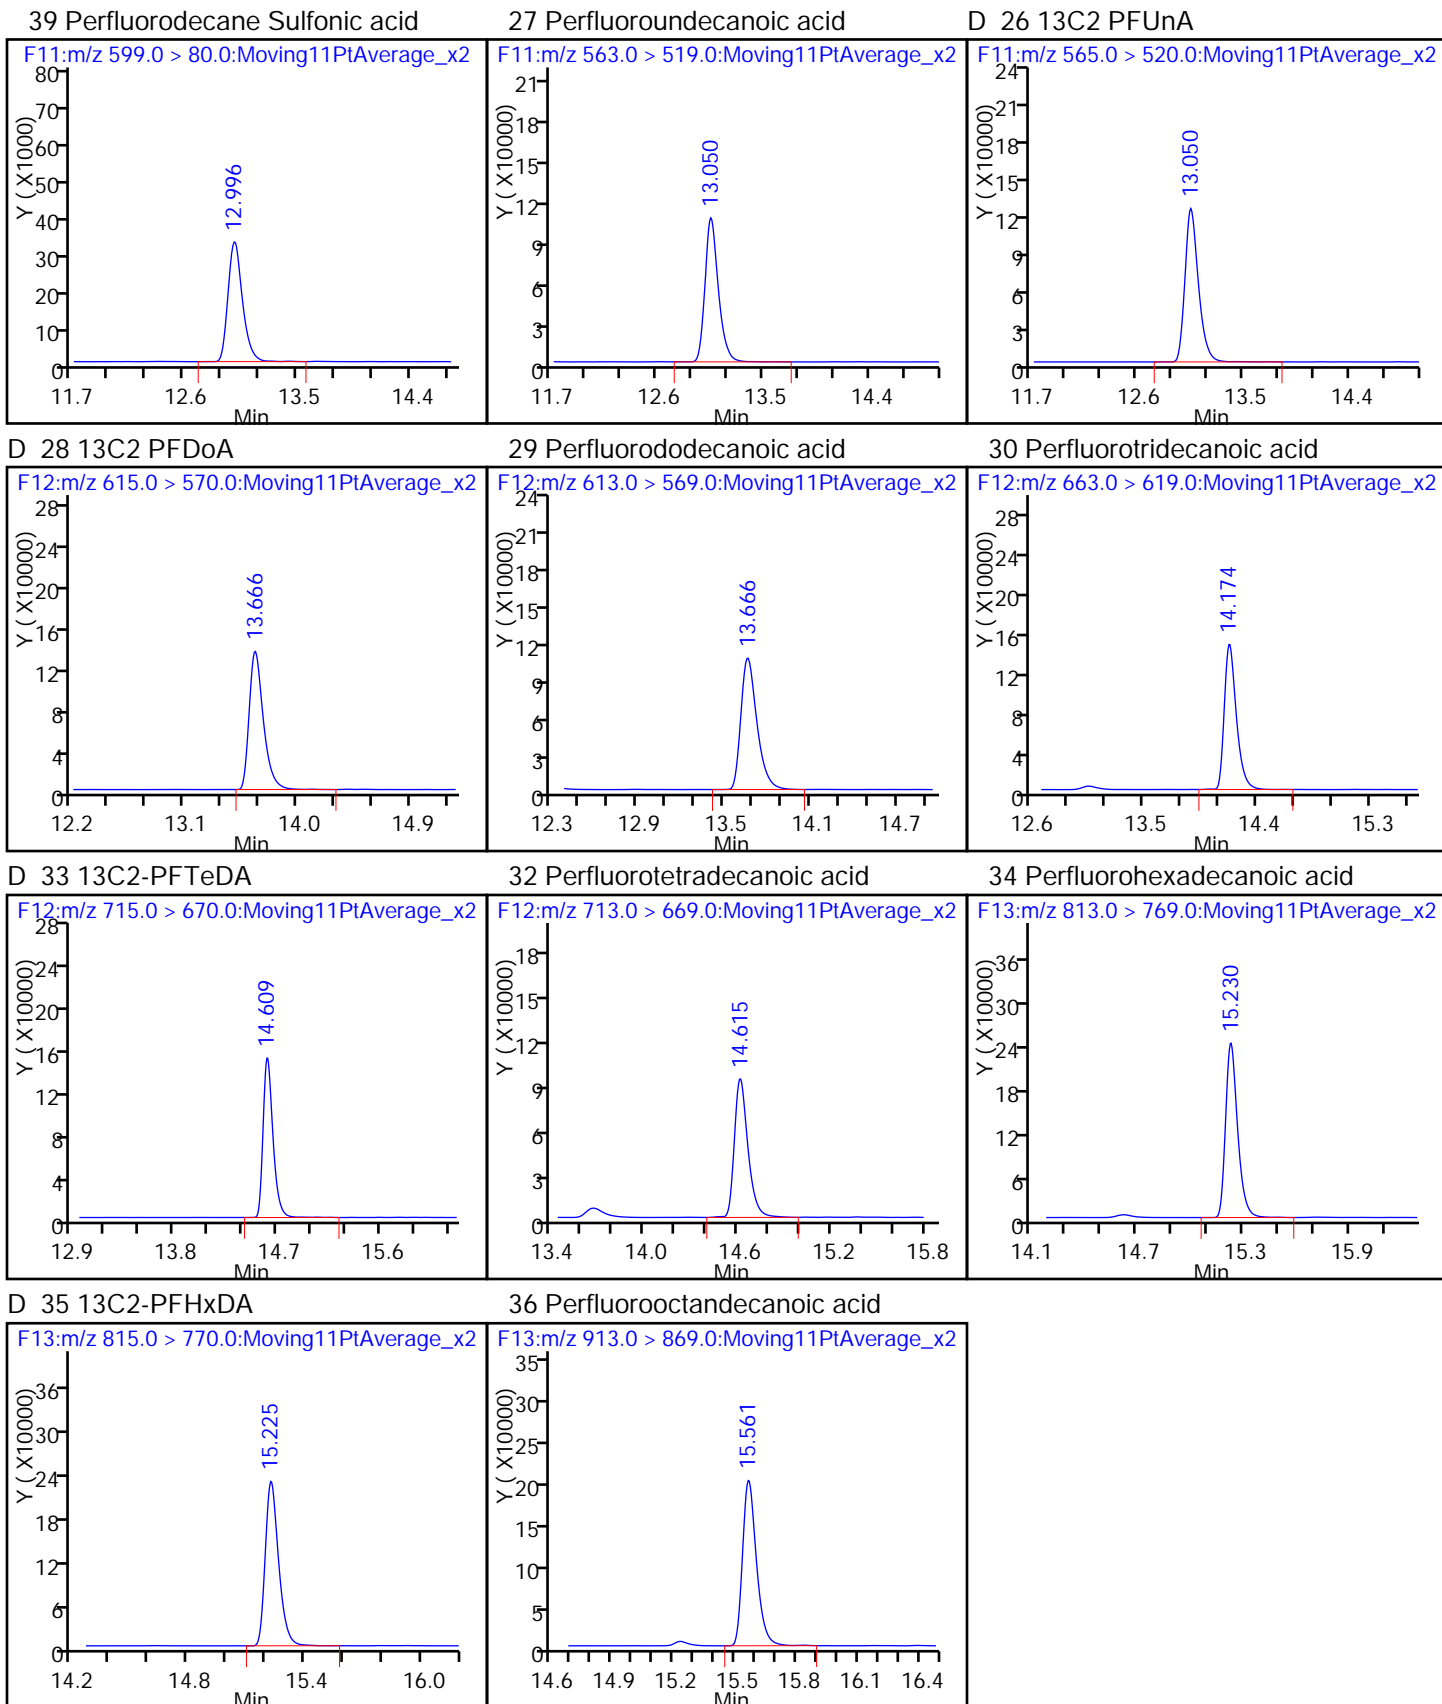 39 Perfluorodecane Sulfonic acid
F11:m/z 599.0 > 80.0:Moving11PtAverage_x2
80
70
60
50
40
30
20
10
0
Y ( X10000)
12.996
11.7 12.6 13.5 14.4
Min
27 Perfluoroundecanoic acid
F11:m/z 563.0 > 519.0:Moving11PtAverage_x2
21
18
15
12
9
6
3
0
Y ( X10000)
13.050
11.7 12.6 13.5 14.4
Min
D 26 13C2 PFUnA
F11:m/z 565.0 > 520.0:Moving11PtAverage_x2
24
21
18
15
12
9
6
3
0
Y ( X10000)
13.050
11.7 12.6 13.5 14.4
Min
D 28 13C2 PFDoA
F12:m/z 615.0 > 570.0:Moving11PtAverage_x2
28
24
20
16
12
8
4
0
Y ( X10000)
13.666
12.2 13.1 14.0 14.9
Min
29 Perfluorododecanoic acid
F12:m/z 613.0 > 569.0:Moving11PtAverage_x2
24
21
18
15
12
9
6
3
0
Y ( X10000)
13.666
12.3 12.9 13.5 14.1 14.7
Min
30 Perfluorotridecanoic acid
F12:m/z 663.0 > 619.0:Moving11PtAverage_x2
28
24
20
16
12
8
4
0
Y ( X10000)
14.174
12.6 13.5 14.4 15.3
Min
D 33 13C2-PFTeDA
F12:m/z 715.0 > 670.0:Moving11PtAverage_x2
28
24
20
16
12
8
4
0
Y ( X10000)
14.609
12.9 13.8 14.7 15.6
Min
32 Perfluorotetradecanoic acid
F12:m/z 713.0 > 669.0:Moving11PtAverage_x2
18
15
12
9
6
3
0
Y ( X10000)
14.615
13.4 14.0 14.6 15.2 15.8
Min
34 Perfluorohexadecanoic acid
F13:m/z 813.0 > 769.0:Moving11PtAverage_x2
36
30
24
18
12
6
0
Y ( X10000)
15.230
14.1 14.7 15.3 15.9
Min
D 35 13C2-PFHxDA
F13:m/z 815.0 > 770.0:Moving11PtAverage_x2
36
30
24
18
12
6
0
Y ( X10000)
15.225
14.2 14.8 15.4 16.0
Min
36 Perfluorooctandecanoic acid
F13:m/z 913.0 > 869.0:Moving11PtAverage_x2
35
30
25
20
15
10
5
0
Y ( X10000)
15.561
14.6 14.9 15.2 15.5 15.8 16.1 16.4
Min